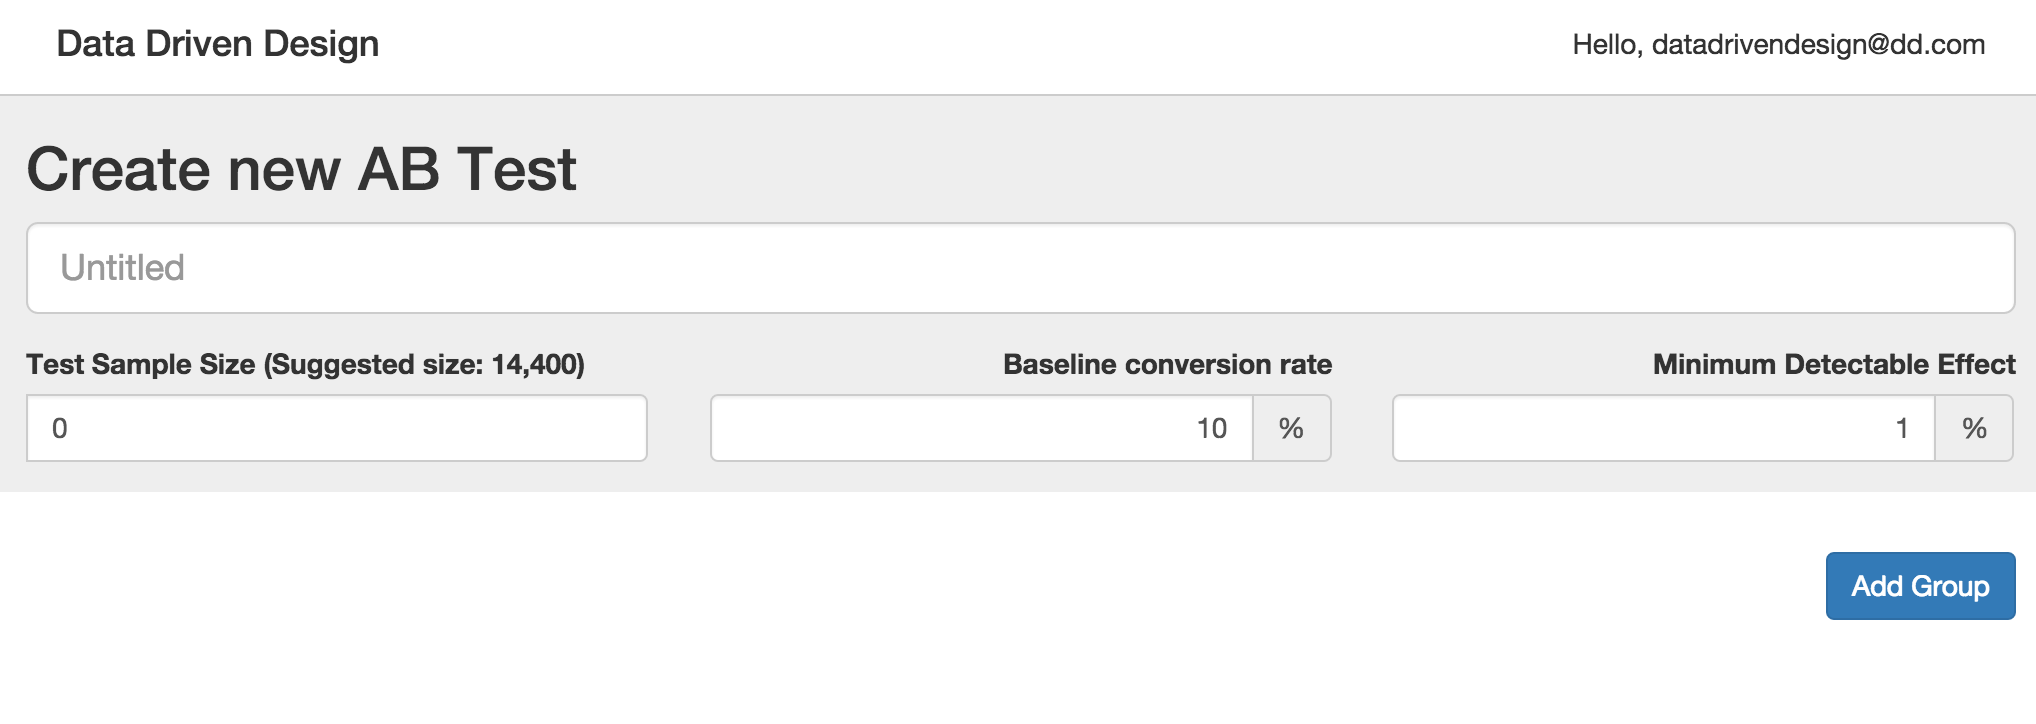 Data Driven Design
Hello, datadrivendesign@dd.com
Create new AB Test
Untitled
Test Sample Size (Suggested size: 14,400)
Baseline conversion rate
Minimum Detectable Effect
0
10 %
1 %
Add Group